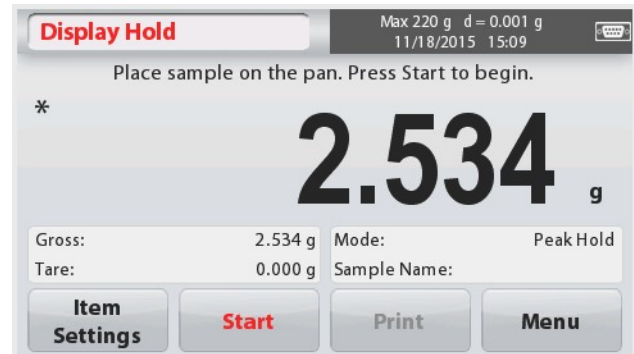 Display Hold
Max 220 g d = 0.001 g
11/18/2015 15:09
Place sample on the pan. Press Start to begin.
*
2.534 g
Gross: 2.534 g
Tare: 0.000 g
Mode: Peak Hold
Sample Name:
Item
Settings
Start
Print
Menu